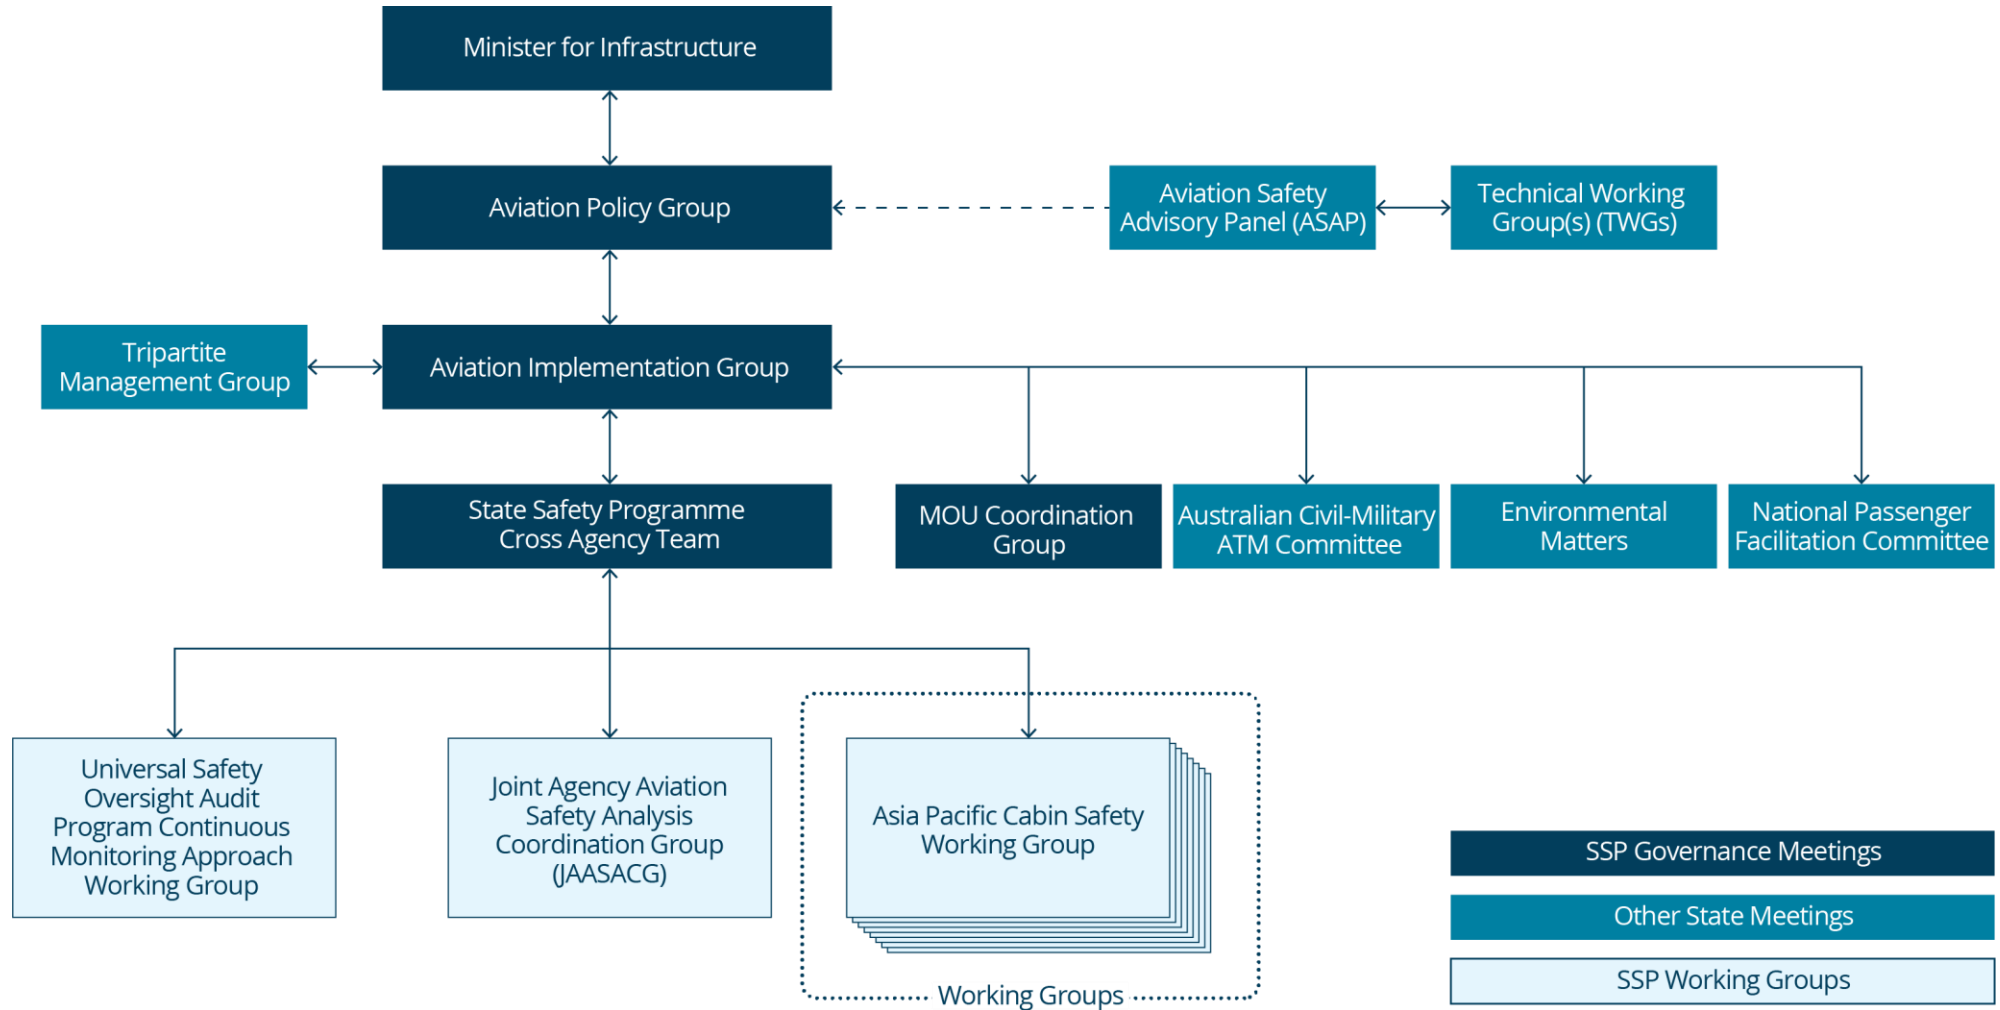 Minister for Infrastructure
Aviation Policy Group
Aviation Safety
Advisory Panel (ASAP)
Technical Working
Group(s) (TWGs)
Tripartite
Management Group
Aviation Implementation Group
State Safety Programme
Cross Agency Team
MOU Coordination
Group
Australian Civil-Military
ATM Committee
Environmental
Matters
National Passenger
Facilitation Committee
Universal Safety
Oversight Audit
Program Continuous
Monitoring Approach
Working Group
Joint Agency Aviation
Safety Analysis
Coordination Group
(JAASACG)
Asia Pacific Cabin Safety
Working Group
Working Groups
SSP Governance Meetings
Other State Meetings
SSP Working Groups